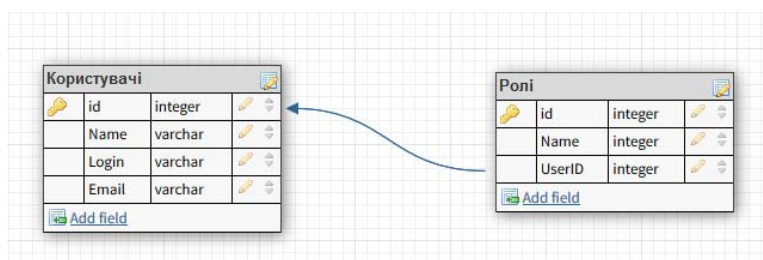 Користувачі
id integer
Name varchar
Login varchar
Email varchar
Add field
Ролі
id integer
Name integer
UserID integer
Add field